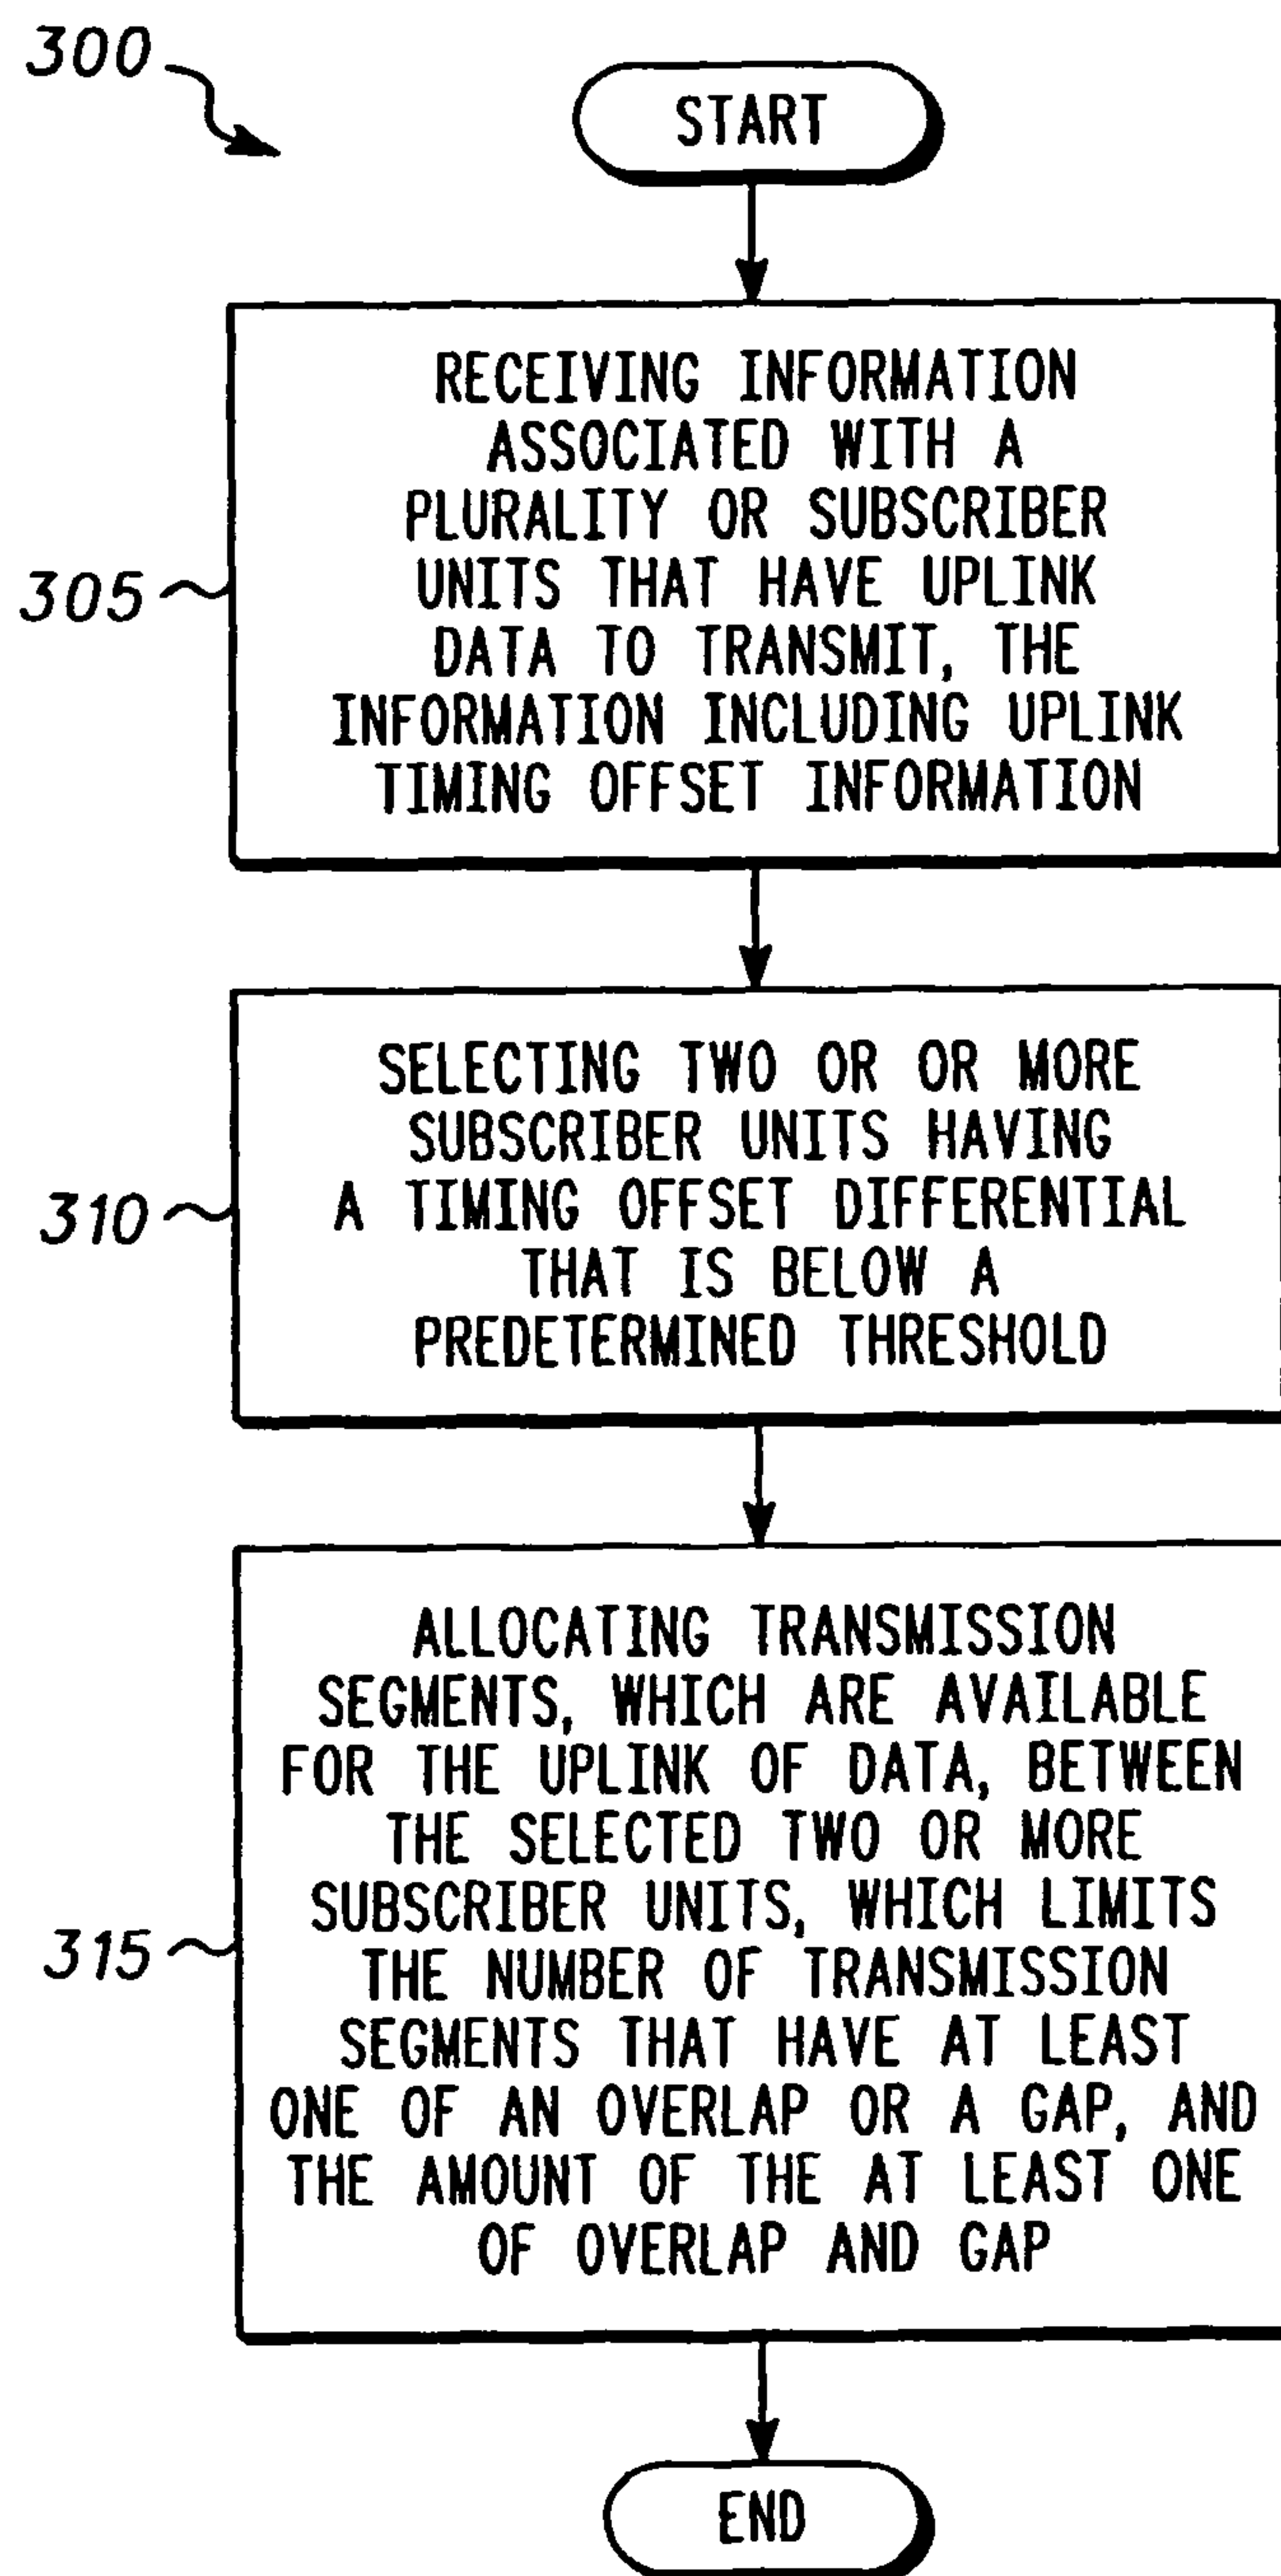 300
START
RECEIVING INFORMATION
ASSOCIATED WITH A
PLURALITY OR SUBSCRIBER
UNITS THAT HAVE UPLINK
DATA TO TRANSMIT, THE
INFORMATION INCLUDING UPLINK
TIMING OFFSET INFORMATION
305
SELECTING TWO OR OR MORE
SUBSCRIBER UNITS HAVING
A TIMING OFFSET DIFFERENTIAL
THAT IS BELOW A
PREDETERMINED THRESHOLD
310
ALLOCATING TRANSMISSION
SEGMENTS, WHICH ARE AVAILABLE
FOR THE UPLINK OF DATA, BETWEEN
THE SELECTED TWO OR MORE
SUBSCRIBER UNITS, WHICH LIMITS
THE NUMBER OF TRANSMISSION
SEGMENTS THAT HAVE AT LEAST
ONE OF AN OVERLAP OR A GAP, AND
THE AMOUNT OF THE AT LEAST ONE
OF OVERLAP AND GAP
315
END